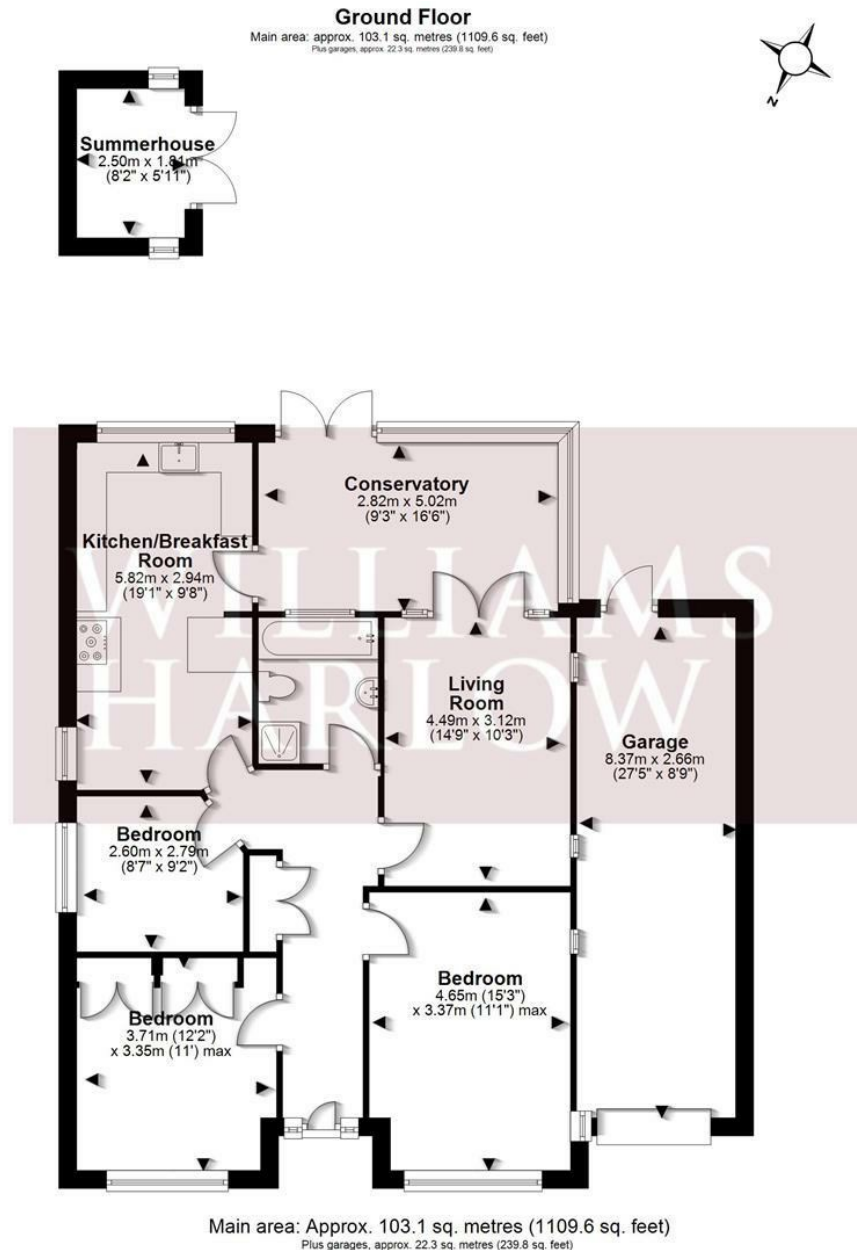 Ground Floor
Main area: approx. 103.1 sq. metres (1109.6 sq. feet)
Plus garages, approx. 22.3 sq. metres (239.8 sq. feet)
N
Summerhouse
2.50m x 1.81m
(8'2" x 5'11")
Conservatory
2.82m x 5.02m
(9'3" x 16'6")
Kitchen/Breakfast
Room
5.82m x 2.94m
(19'1" x 9'8")
WILLIAMS
HARLOW
Living
Room
4.49m x 3.12m
(14'9" x 10'3")
Garage
8.37m x 2.66m
(27'5" x 8'9")
Bedroom
2.60m x 2.79m
(8'7" x 9'2")
Bedroom
4.65m (15'3")
x 3.37m (11'1") max
Bedroom
3.71m (12'2")
x 3.35m (11') max
Main area: Approx. 103.1 sq. metres (1109.6 sq. feet)
Plus garages, approx. 22.3 sq. metres (239.8 sq. feet)